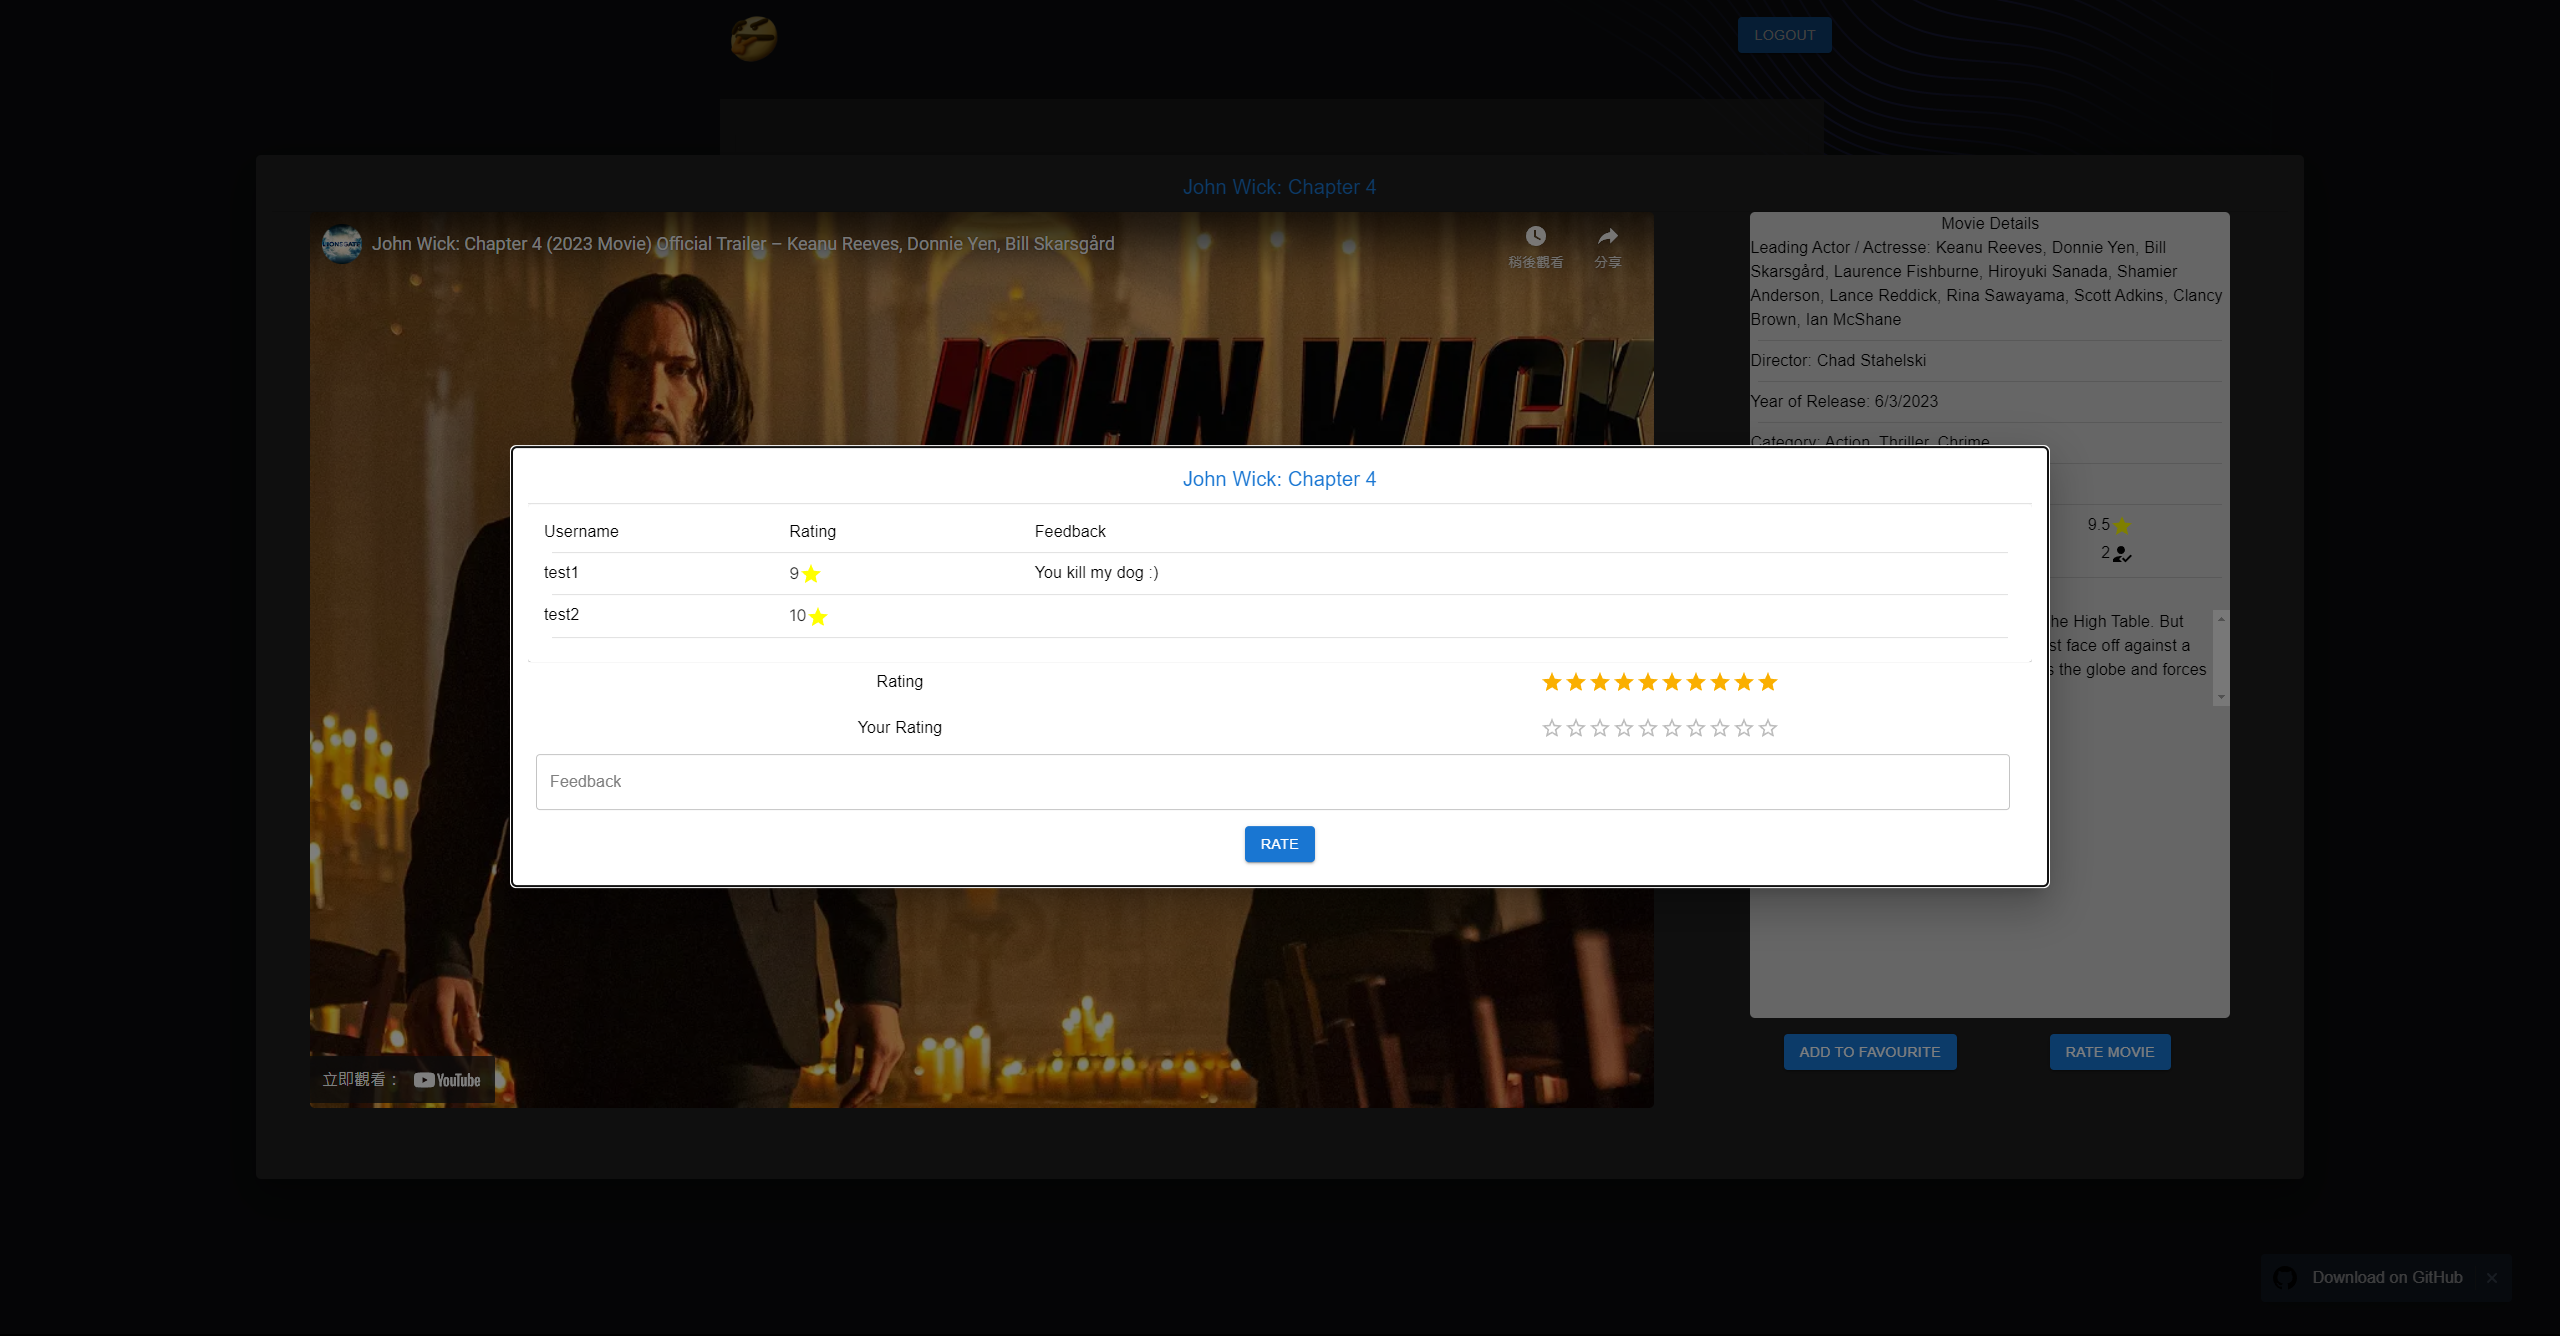 LOGOUT
John Wick: Chapter 4
John Wick: Chapter 4 (2023 Movie) Official Trailer – Keanu Reeves, Donnie Yen, Bill Skarsgård
稍後觀看
分享
JOHN WICK
Movie Details
Leading Actor / Actresse: Keanu Reeves, Donnie Yen, Bill
Skarsgård, Laurence Fishburne, Hiroyuki Sanada, Shamier
Anderson, Lance Reddick, Rina Sawayama, Scott Adkins, Clancy
Brown, Ian McShane
Director: Chad Stahelski
Year of Release: 6/3/2023
Category: Action, Thriller, Chrime
9.5
2
he High Table. But
st face off against a
s the globe and forces
John Wick: Chapter 4
Username Rating Feedback
test1 9 You kill my dog :)
test2 10
Rating
Your Rating
Feedback
RATE
立即觀看：
YouTube
ADD TO FAVOURITE
RATE MOVIE
Download on GitHub